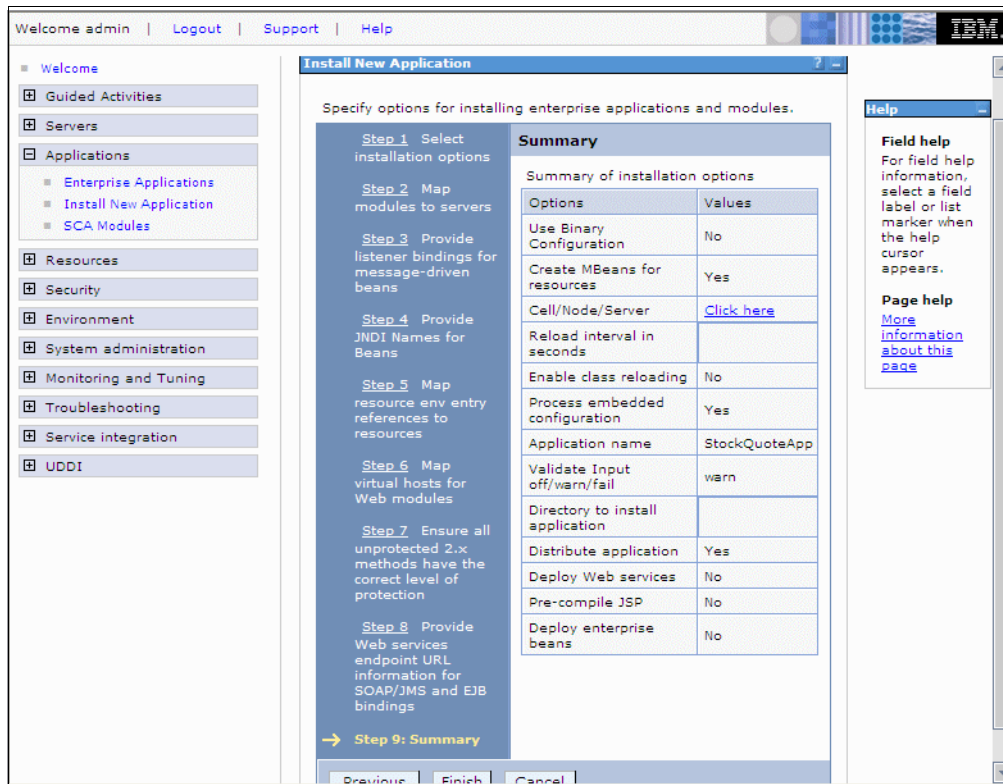 Welcome admin | Logout | Support | Help
IBM.
Welcome
Guided Activities
Servers
Applications
Enterprise Applications
Install New Application
SCA Modules
Resources
Security
Environment
System administration
Monitoring and Tuning
Troubleshooting
Service integration
UDDI
Install New Application ? –
Specify options for installing enterprise applications and modules.
Step 1 Select
installation options
Step 2 Map
modules to servers
Step 3 Provide
listener bindings for
message-driven
beans
Step 4 Provide
JNDI Names for
Beans
Step 5 Map
resource env entry
references to
resources
Step 6 Map
virtual hosts for
Web modules
Step 7 Ensure all
unprotected 2.x
methods have the
correct level of
protection
Step 8 Provide
Web services
endpoint URL
information for
SOAP/JMS and EJB
bindings
Step 9: Summary
Summary
Summary of installation options
Options Values
Use Binary
Configuration No
Create MBeans for
resources Yes
Cell/Node/Server Click here
Reload interval in
seconds
Enable class reloading No
Process embedded
configuration Yes
Application name StockQuoteApp
Validate Input
off/warn/fail warn
Directory to install
application
Distribute application Yes
Deploy Web services No
Pre-compile JSP No
Deploy enterprise
beans No
Previous Finish Cancel
Help –
Field help
For field help
information,
select a field
label or list
marker when
the help
cursor
appears.
Page help
More
information
about this
page